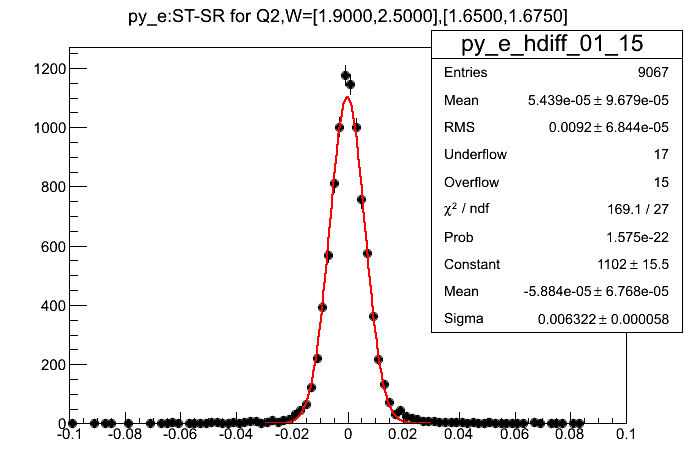 py_e:ST-SR for Q2,W=[1.9000,2.5000],[1.6500,1.6750]
py_e_hdiff_01_15
Entries 9067
Mean 5.439e-05 ± 9.679e-05
RMS 0.0092 ± 6.844e-05
Underflow 17
Overflow 15
χ² / ndf 169.1 / 27
Prob 1.575e-22
Constant 1102 ± 15.5
Mean -5.884e-05 ± 6.768e-05
Sigma 0.006322 ± 0.000058
1200
1000
800
600
400
200
0
-0.1 -0.08 -0.06 -0.04 -0.02 0 0.02 0.04 0.06 0.08 0.1